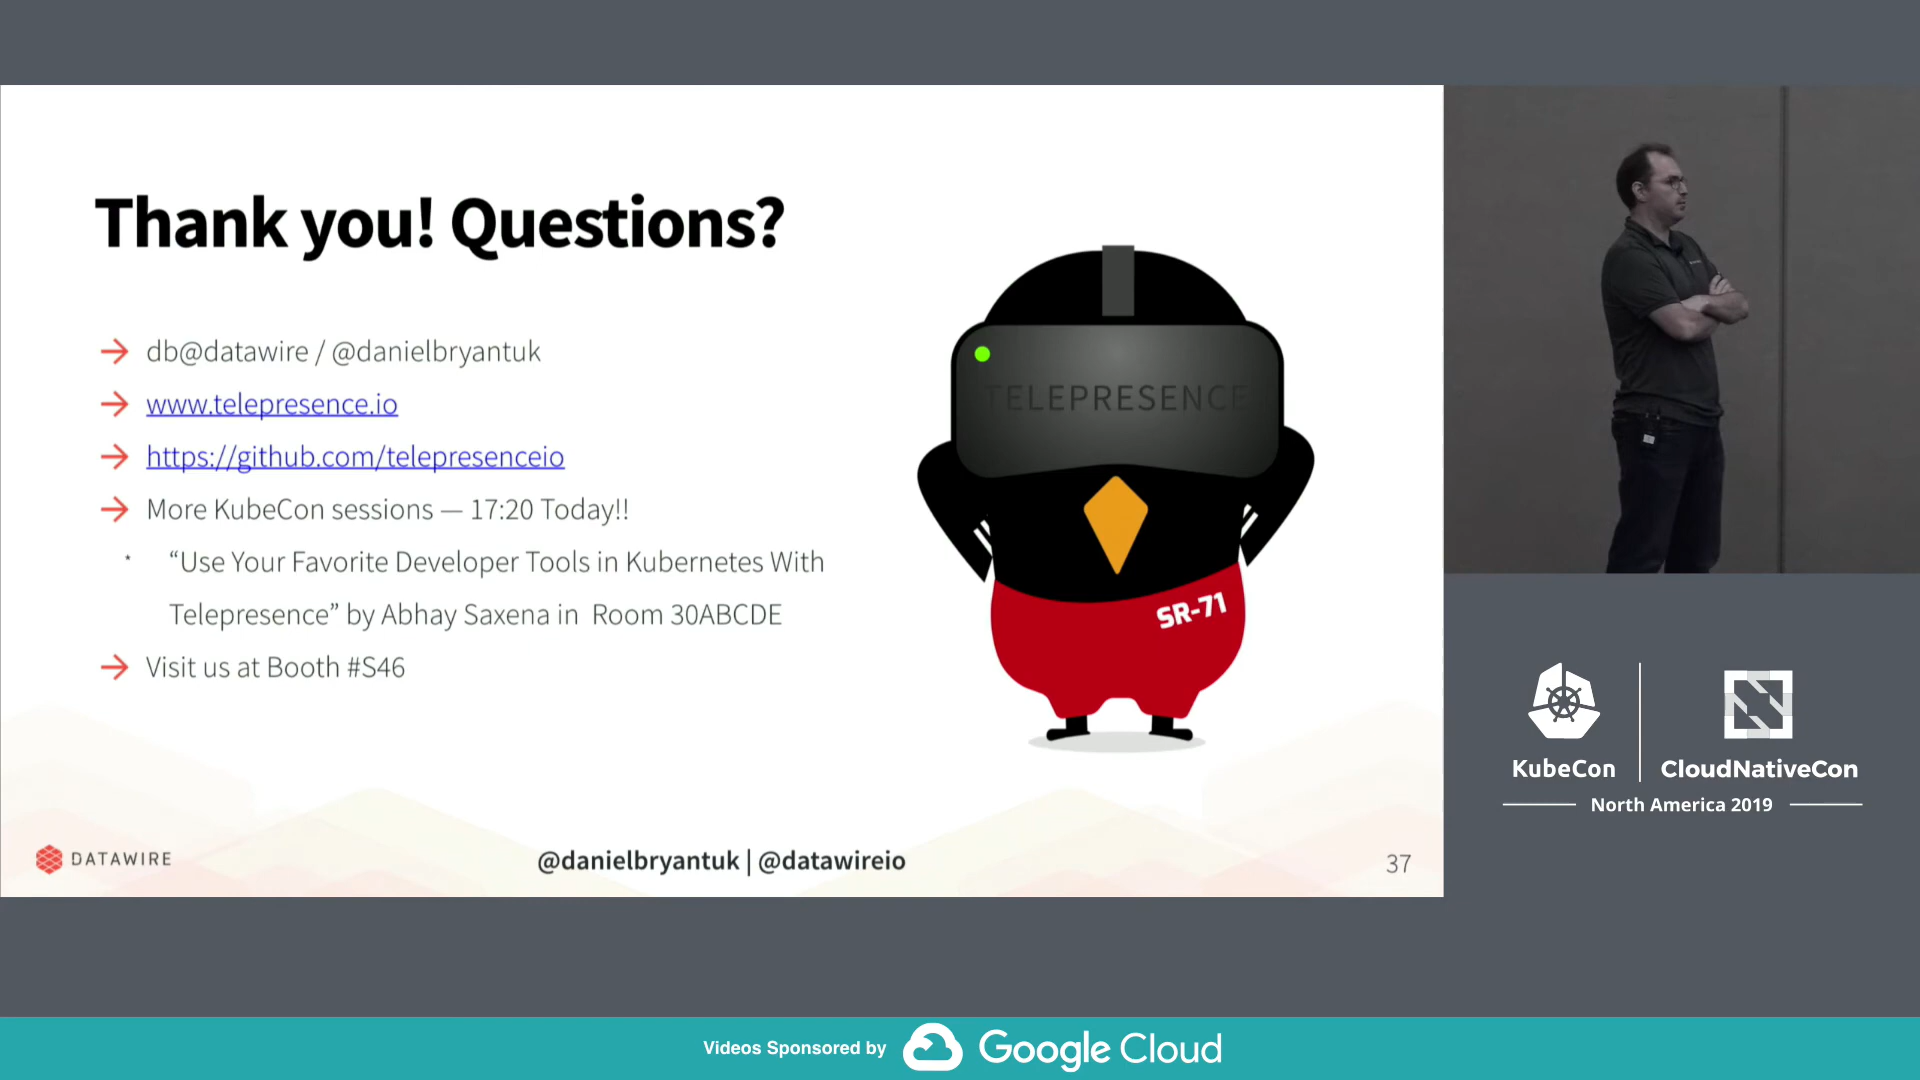 Thank you! Questions?
db@datawire / @danielbryantuk
www.telepresence.io
https://github.com/telepresenceio
More KubeCon sessions — 17:20 Today!!
“Use Your Favorite Developer Tools in Kubernetes With
Telepresence” by Abhay Saxena in Room 30ABCDE
Visit us at Booth #S46
TELEPRESENCE
SR-71
DATAWIRE
@danielbryantuk | @datawireio
37
KubeCon
CloudNativeCon
North America 2019
Videos Sponsored by
Google Cloud